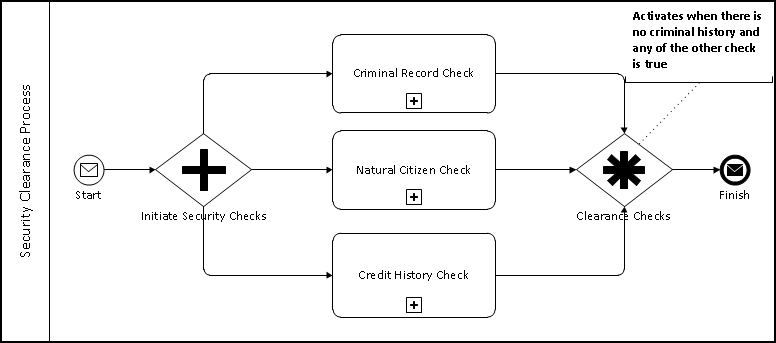 Security Clearance Process
Start
Initiate Security Checks
Criminal Record Check
Natural Citizen Check
Credit History Check
Activates when there is
no criminal history and
any of the other check
is true
Clearance Checks
Finish